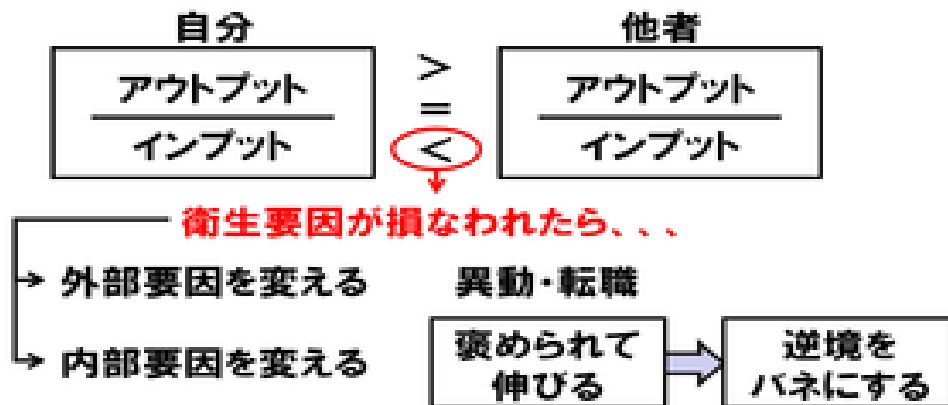 自分
他者
アウトプット
インプット
>
=
<
アウトプット
インプット
衛生要因が損なわれたら、、、
外部要因を変える
異動・転職
内部要因を変える
褒められて
伸びる
逆境を
バネにする